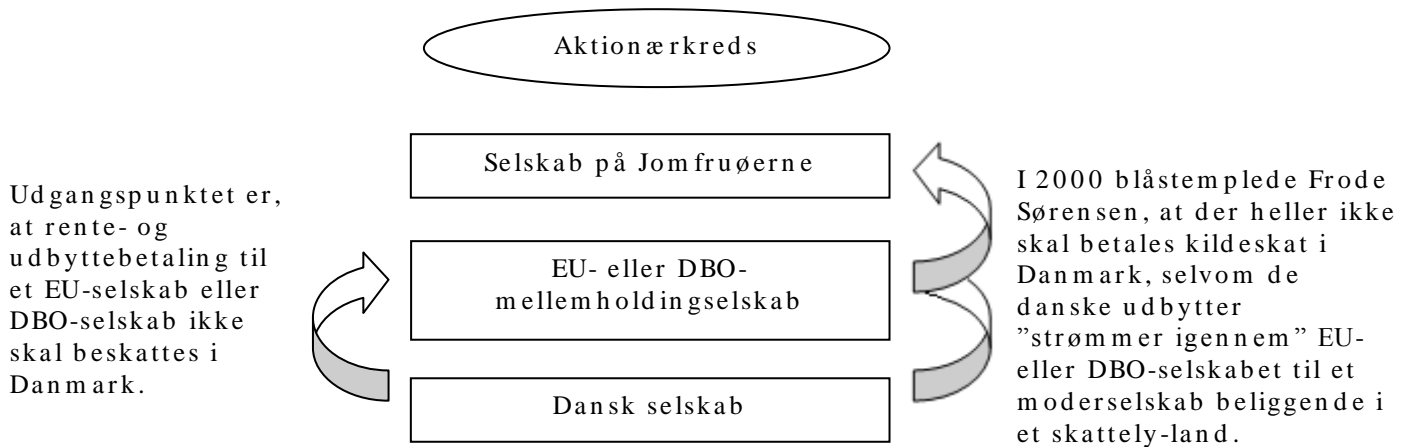 Aktionærkreds
Selskab på Jomfruøerne
Udgangspunktet er,
at rente- og
udbyttebetaling til
et EU-selskab eller
DBO-selskab ikke
skal beskattes i
Danmark.
EU- eller DBO-
mellemholdingselskab
Dansk selskab
I 2000 blåstemplede Frode
Sørensen, at der heller ikke
skal betales kildeskat i
Danmark, selvom de
danske udbytter
”strømmer igennem” EU-
eller DBO-selskabet til et
moderselskab beliggende i
et skattely-land.